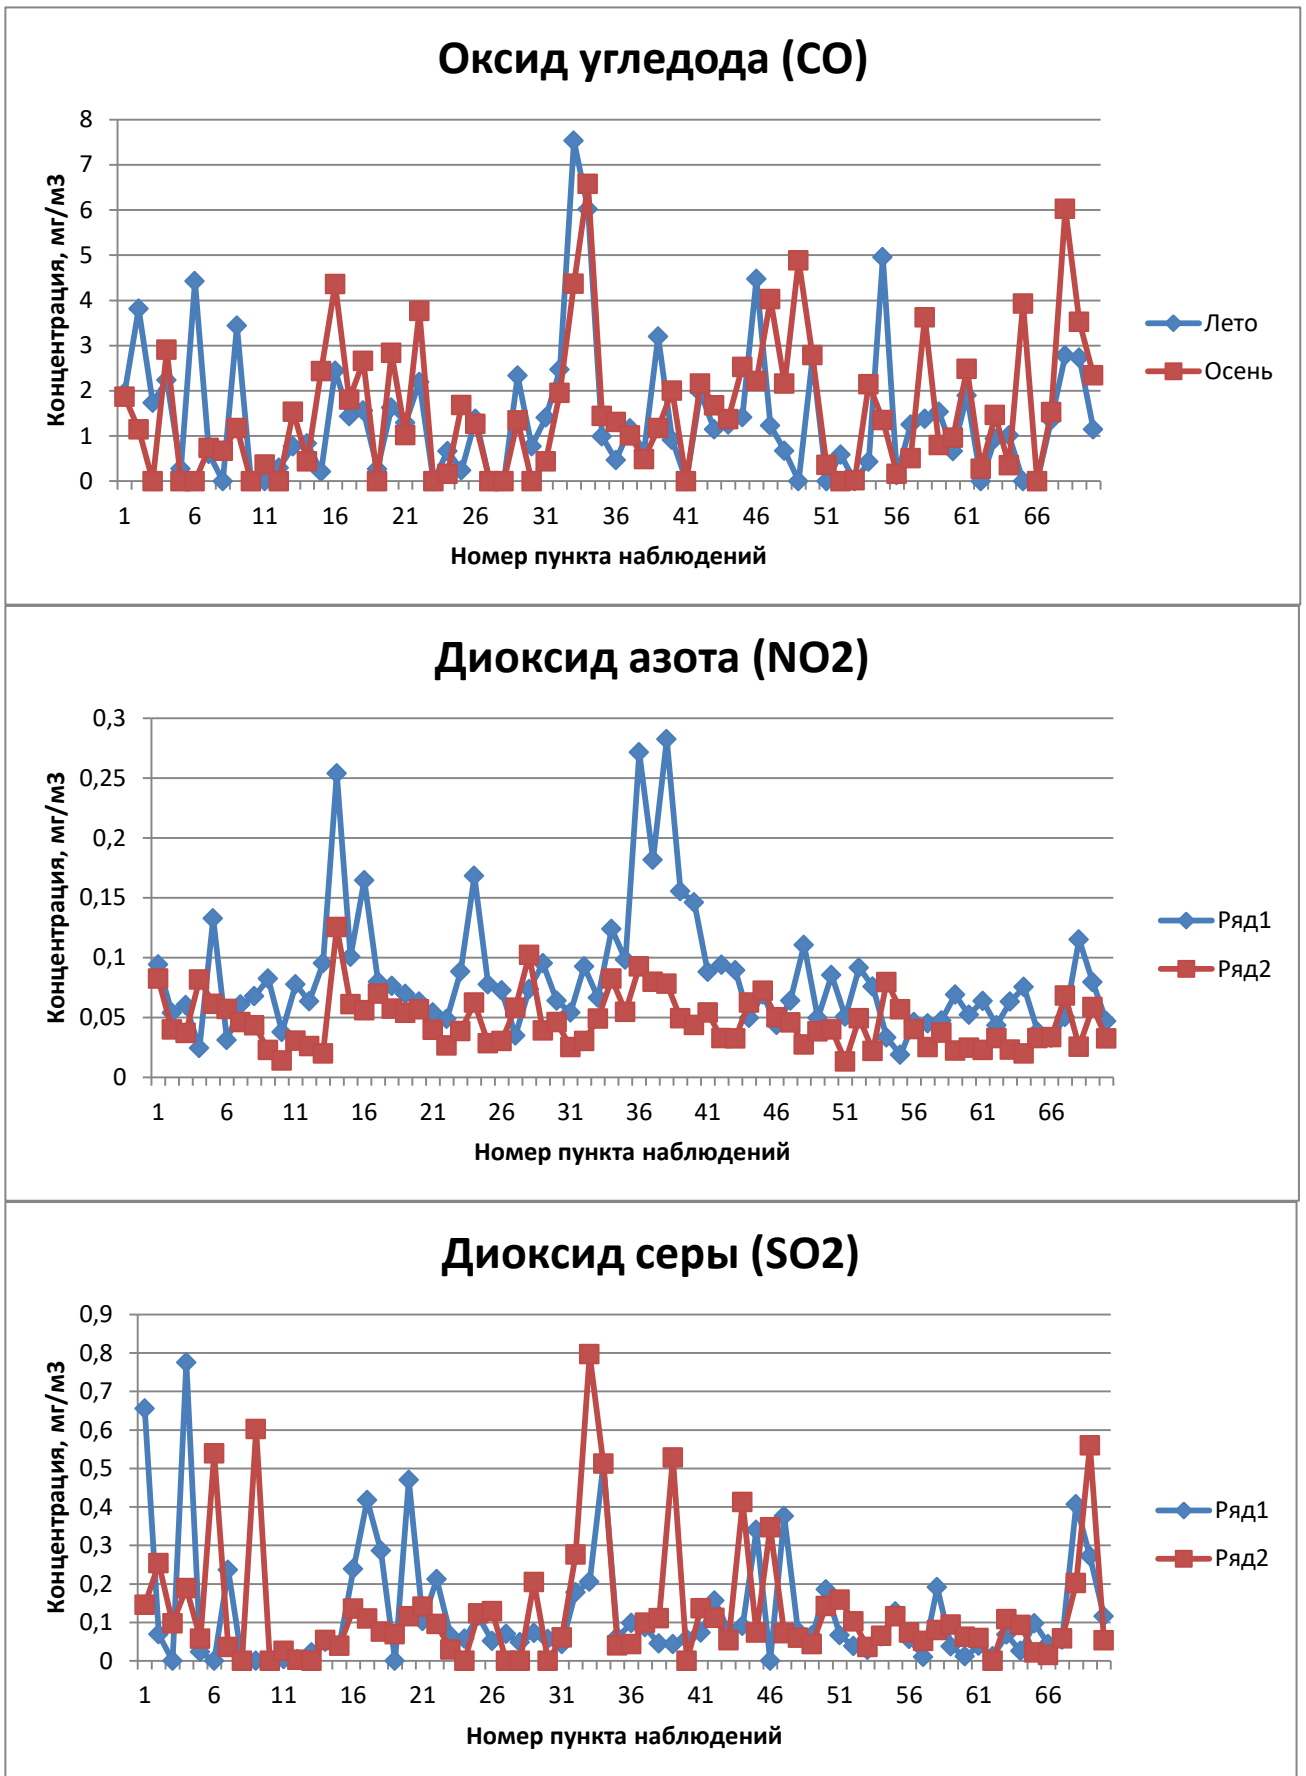 Оксид угледода (СО)
Концентрация, мг/м3
8
7
6
5
4
3
2
1
0
1 6 11 16 21 26 31 36 41 46 51 56 61 66
Номер пункта наблюдений
Лето
Осень
Диоксид азота (NO2)
Концентрация, мг/м3
0,3
0,25
0,2
0,15
0,1
0,05
0
1 6 11 16 21 26 31 36 41 46 51 56 61 66
Номер пункта наблюдений
Ряд1
Ряд2
Диоксид серы (SO2)
Концентрация, мг/м3
0,9
0,8
0,7
0,6
0,5
0,4
0,3
0,2
0,1
0
1 6 11 16 21 26 31 36 41 46 51 56 61 66
Номер пункта наблюдений
Ряд1
Ряд2